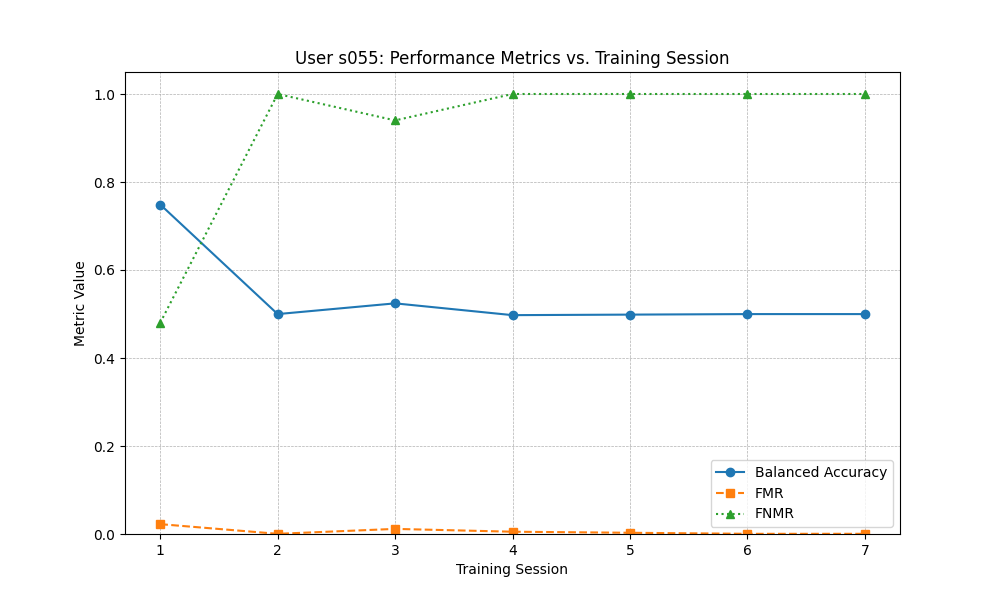 User s055: Performance Metrics vs. Training Session
Metric Value
1.0
0.8
0.6
0.4
0.2
0.0
Balanced Accuracy
FMR
FNMR
1 2 3 4 5 6 7
Training Session